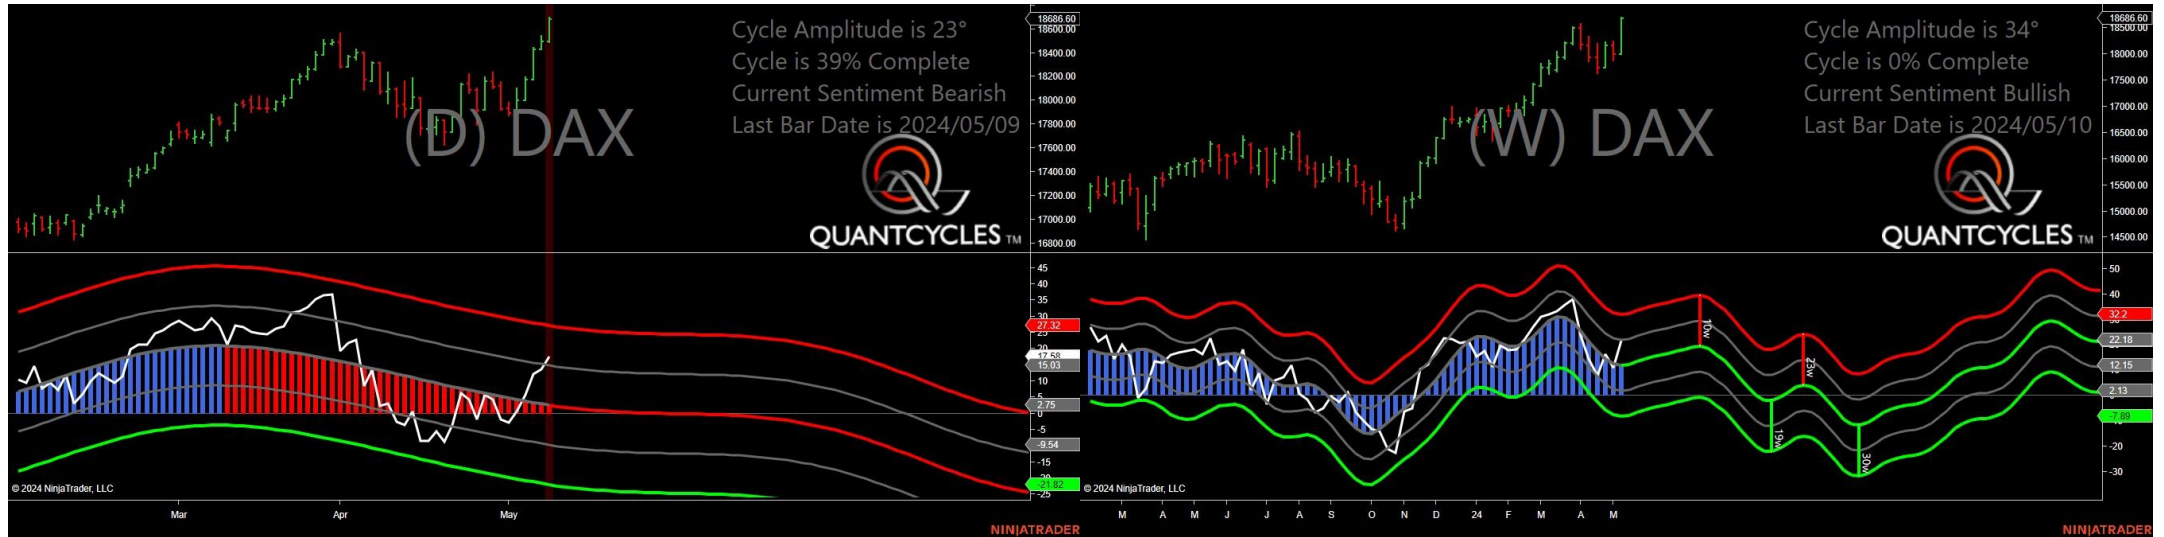 Cycle Amplitude is 23°
Cycle is 39% Complete
Current Sentiment Bearish
Last Bar Date is 2024/05/09
(D) DAX
QUANTCYCLES TM
18686.60
18600.00
18400.00
18200.00
18000.00
17800.00
17600.00
17400.00
17200.00
17000.00
16800.00
45
40
35
30
27.32
20
17.58
15.03
10
5
2.75
0
-5
-9.54
-15
-21.82
-25
© 2024 NinjaTrader, LLC
Mar Apr May
NINJATRADER
Cycle Amplitude is 34°
Cycle is 0% Complete
Current Sentiment Bullish
Last Bar Date is 2024/05/10
(W) DAX
QUANTCYCLES TM
18686.60
18500.00
18000.00
17500.00
17000.00
16500.00
16000.00
15500.00
15000.00
14500.00
50
40
32.2
22.18
12.15
2.13
-7.89
-20
-30
10w
23w
19w
30w
© 2024 NinjaTrader, LLC
M A M J J A S O N D 24 F M A M
NINJATRADER